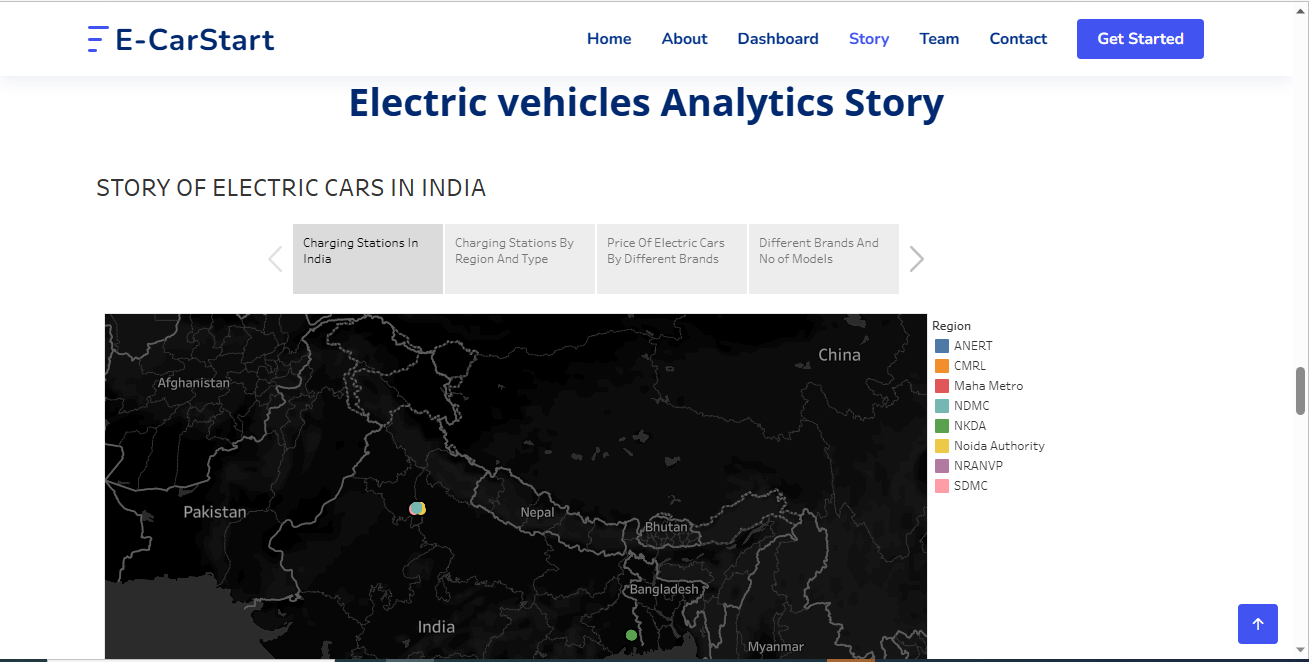 E-CarStart
Home About Dashboard Story Team Contact Get Started
Electric vehicles Analytics Story
STORY OF ELECTRIC CARS IN INDIA
Charging Stations In
India
Charging Stations By
Region And Type
Price Of Electric Cars
By Different Brands
Different Brands And
No of Models
Region
ANERT
CMRL
Maha Metro
NDMC
NKDA
Noida Authority
NRANVP
SDMC
China
Afghanistan
Pakistan
Nepal
Bhutan
Bangladesh
India
Myanmar